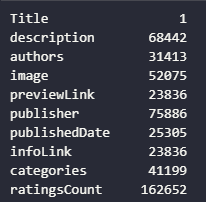 Title 1
description 68442
authors 31413
image 52075
previewLink 23836
publisher 75886
publishedDate 25305
infoLink 23836
categories 41199
ratingsCount 162652